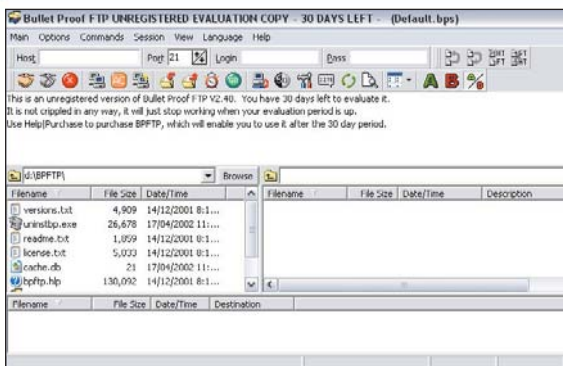 Bullet Proof FTP UNREGISTERED EVALUATION COPY - 30 DAYS LEFT - (Default.bps)
Main Options Commands Session View Language Help
Host Port 21 Login Pass
This is an unregistered version of Bullet Proof FTP V2.40. You have 30 days left to evaluate it.
It is not crippled in any way, it will just stop working when your evaluation period is up.
Use Help|Purchase to purchase BPFTP, which will enable you to use it after the 30 day period.
d:\BPFTP\ Browse
Filename File Size Date/Time Filename File Size Date/Time Description
versions.txt 4,909 14/12/2001 8:1...
uninstbp.exe 26,678 17/04/2002 11:...
readme.txt 1,059 14/12/2001 8:1...
license.txt 5,033 14/12/2001 8:1...
cache.db 21 17/04/2002 11:...
bpftp.hlp 130,092 14/12/2001 8:1...
Filename File Size Date/Time Destination